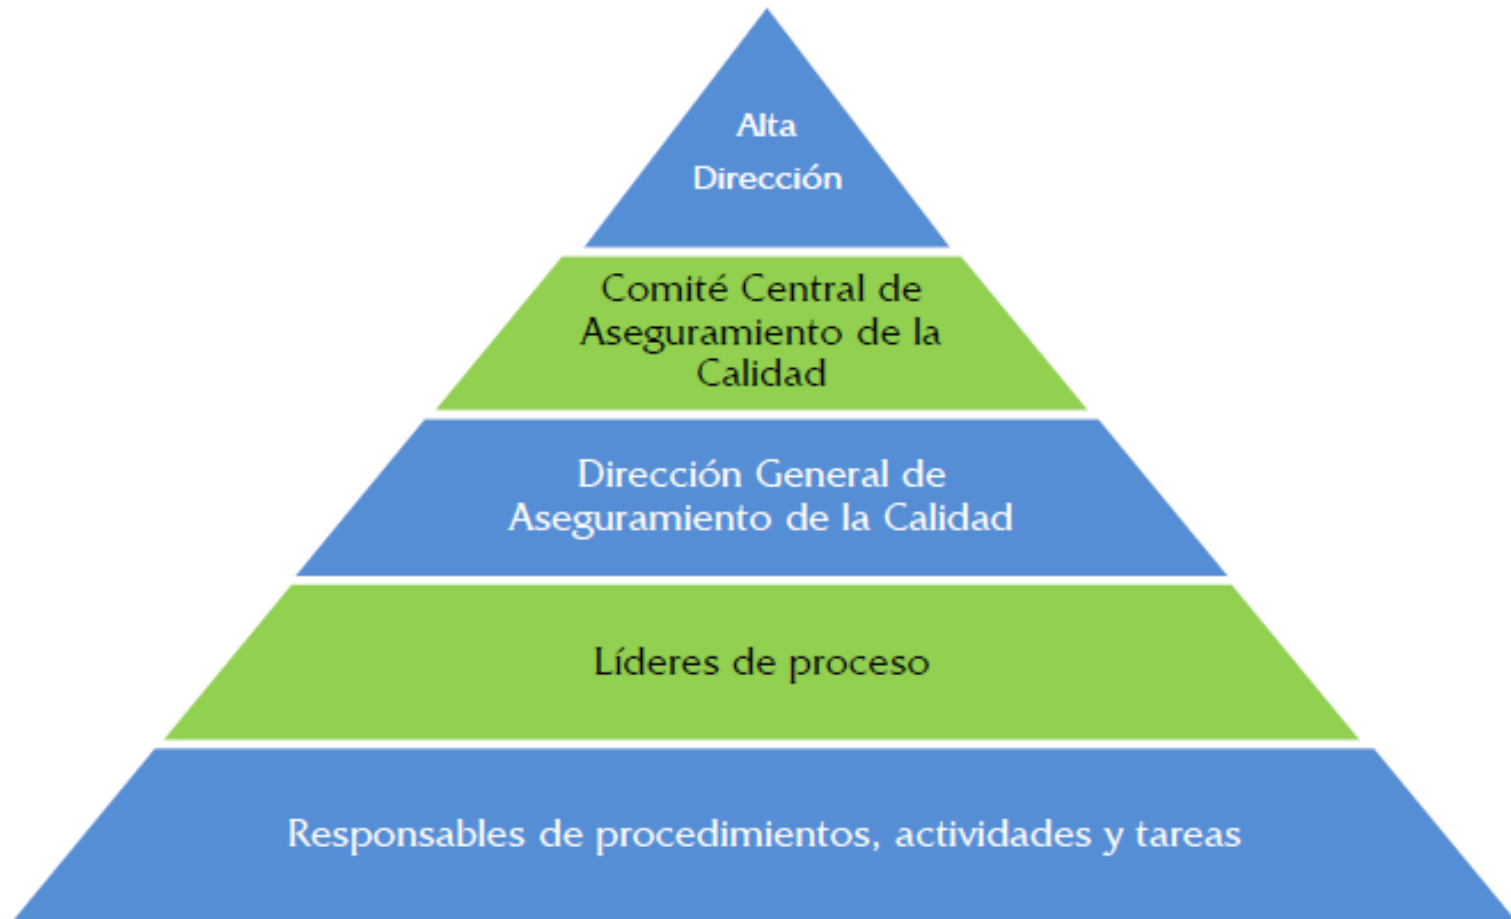 Alta
Dirección
Comité Central de
Aseguramiento de la
Calidad
Dirección General de
Aseguramiento de la Calidad
Líderes de proceso
Responsables de procedimientos, actividades y tareas